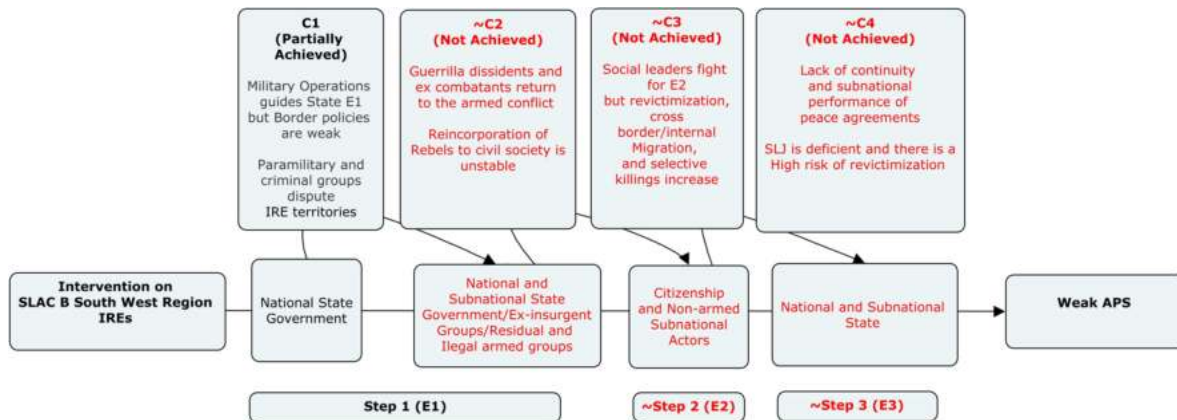 C1
(Partially
Achieved)
Military Operations
guides State E1
but Border policies
are weak
Paramilitary and
criminal groups
dispute
IRE territories
~C2
(Not Achieved)
Guerrilla dissidents and
ex combatants return
to the armed conflict
Reincorporation of
Rebels to civil society is
unstable
~C3
(Not Achieved)
Social leaders fight
for E2
but revictimization,
cross
border/internal
Migration,
and selective
killings increase
~C4
(Not Achieved)
Lack of continuity
and subnational
performance of
peace agreements
SLJ is deficient and there is a
High risk of revictimization
Intervention on
SLAC B South West Region
IREs
National State
Government
National and
Subnational State
Government/Ex-insurgent
Groups/Residual and
Ilegal armed groups
Citizenship
and Non-armed
Subnational
Actors
National and Subnational
State
Weak APS
Step 1 (E1)
~Step 2 (E2)
~Step 3 (E3)